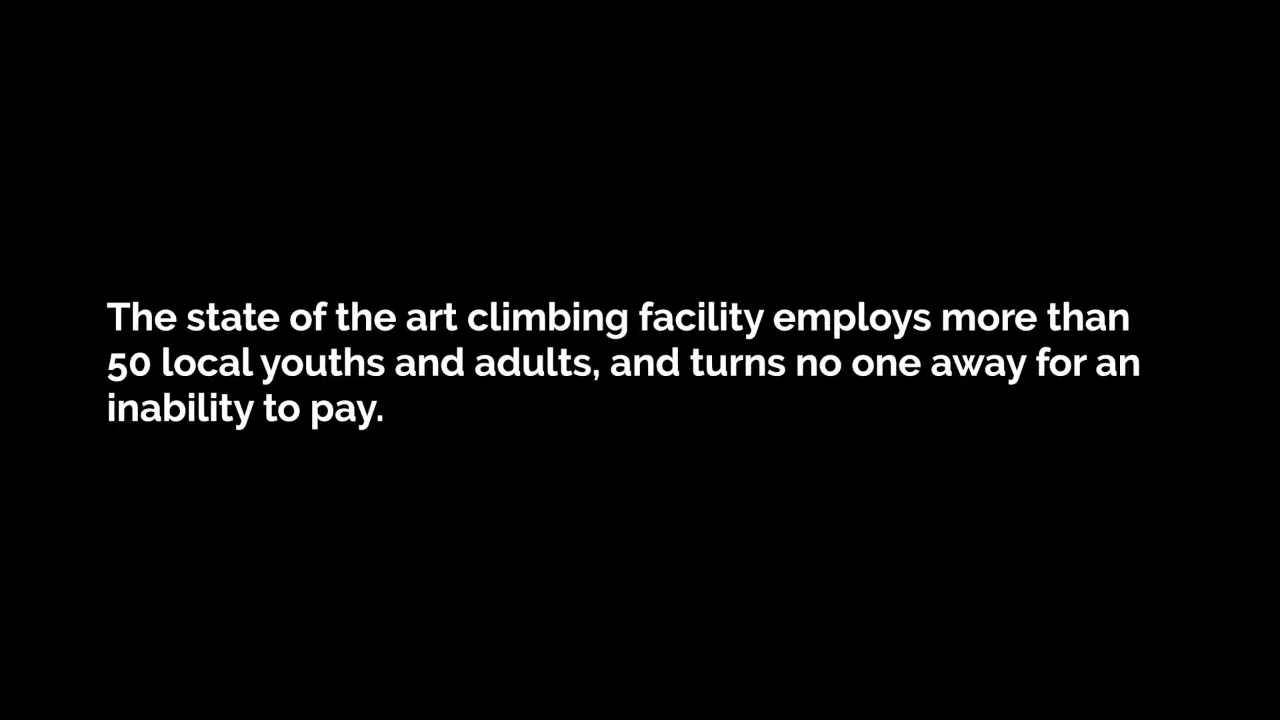 The state of the art climbing facility employs more than
50 local youths and adults, and turns no one away for an
inability to pay.